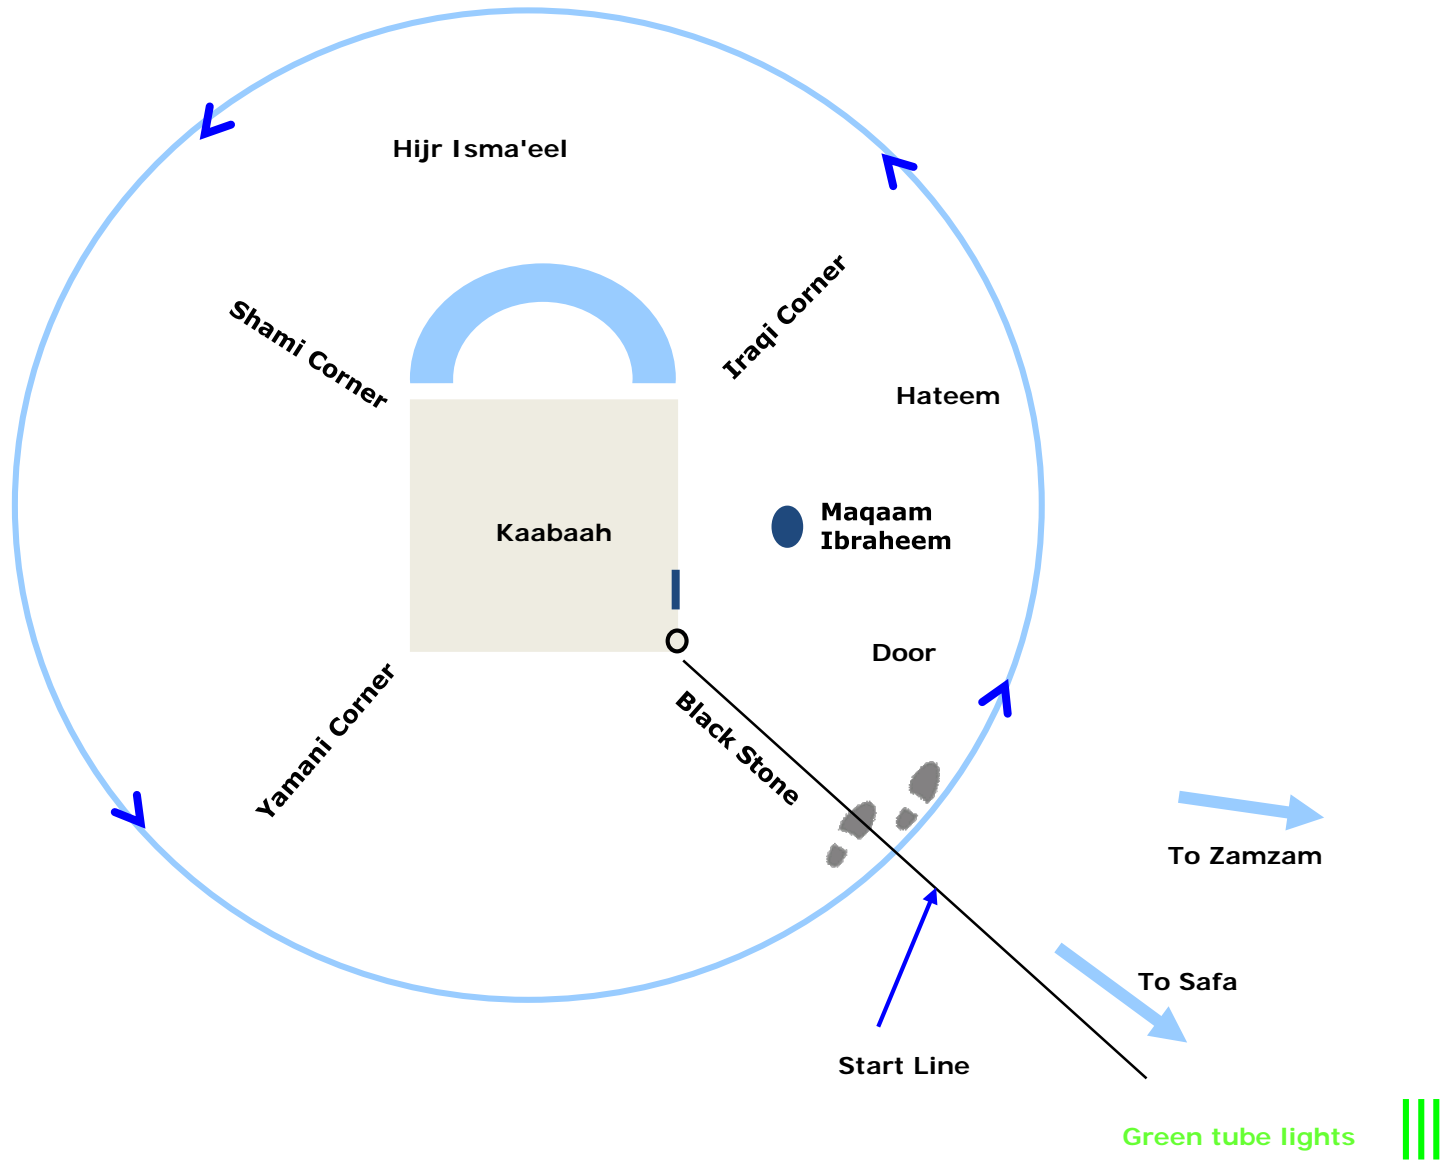 Hijr Isma'eel
Shami Corner
Iraqi Corner
Hateem
Maqaam
Ibraheem
Kaabaah
Door
Yamani Corner
Black Stone
To Zamzam
To Safa
Start Line
Green tube lights